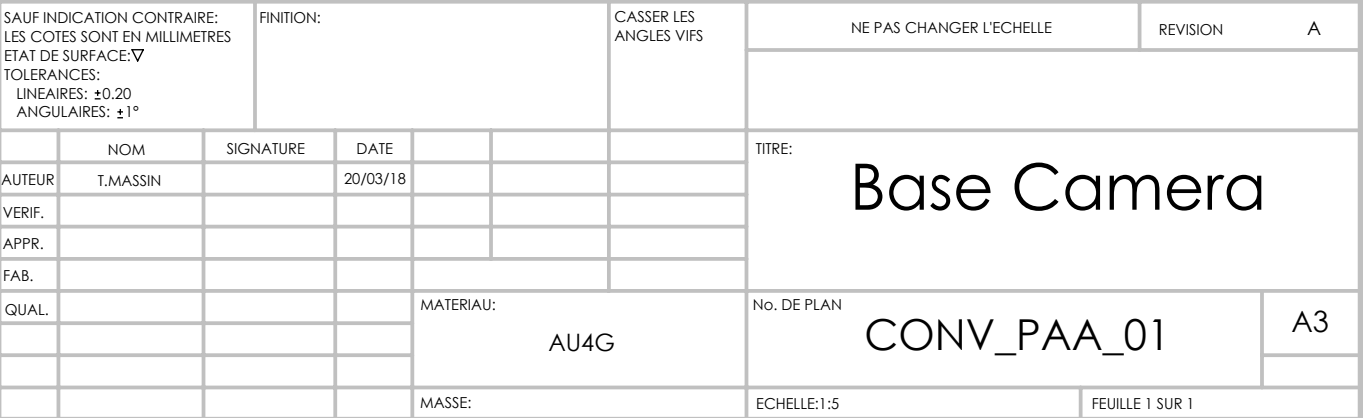 SAUF INDICATION CONTRAIRE:
LES COTES SONT EN MILLIMETRES
ETAT DE SURFACE:∇
TOLERANCES:
LINEAIRES: ±0.20
ANGULAIRES: ±1°
FINITION:
CASSER LES
ANGLES VIFS
NE PAS CHANGER L'ECHELLE
REVISION A
NOM SIGNATURE DATE
AUTEUR T.MASSIN 20/03/18
VERIF.
APPR.
FAB.
QUAL.
TITRE:
Base Camera
MATERIAU:
AU4G
No. DE PLAN
CONV_PAA_01
A3
MASSE:
ECHELLE:1:5
FEUILLE 1 SUR 1